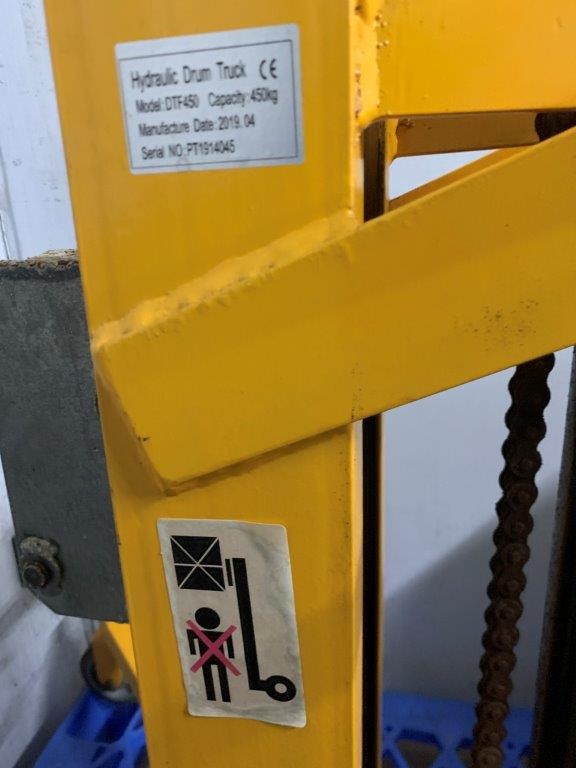 Hydraulic Drum Truck CE
Model:DTF450 Capacity:450kg
Manufacture Date:2019.04
Serial NO:PT1914045